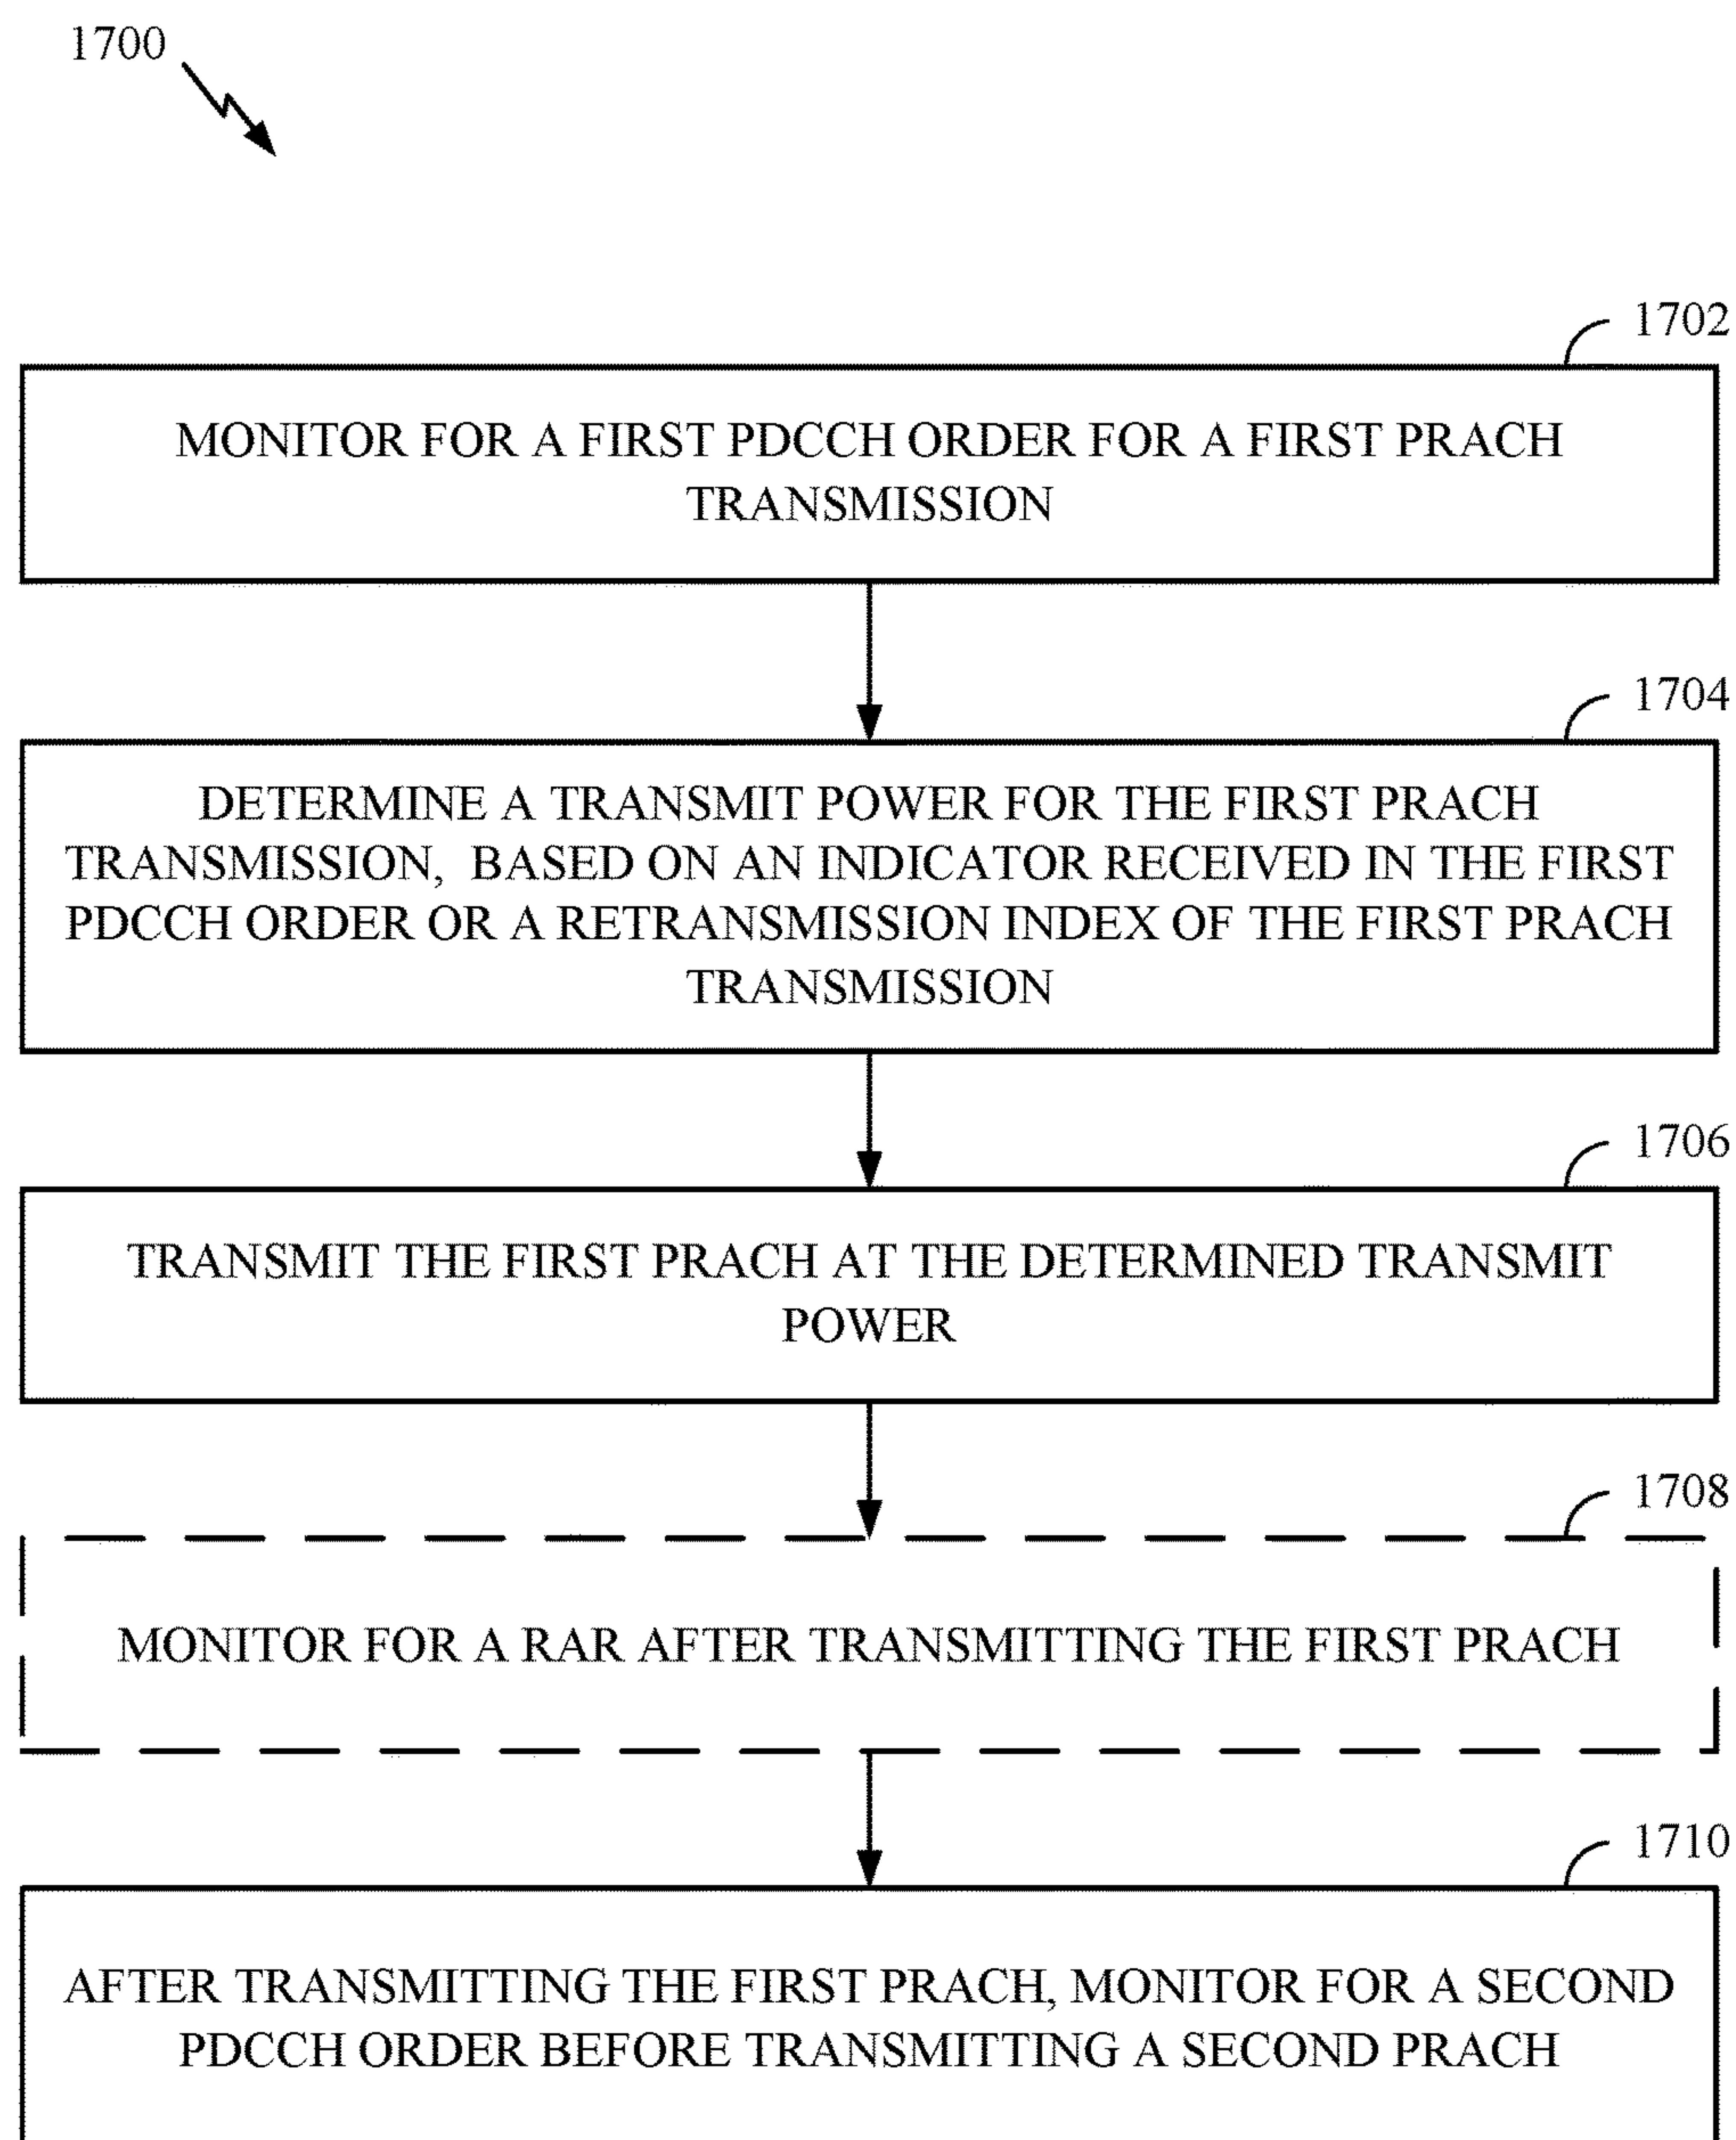 1700
1702
MONITOR FOR A FIRST PDCCH ORDER FOR A FIRST PRACH
TRANSMISSION
1704
DETERMINE A TRANSMIT POWER FOR THE FIRST PRACH
TRANSMISSION, BASED ON AN INDICATOR RECEIVED IN THE FIRST
PDCCH ORDER OR A RETRANSMISSION INDEX OF THE FIRST PRACH
TRANSMISSION
1706
TRANSMIT THE FIRST PRACH AT THE DETERMINED TRANSMIT
POWER
1708
MONITOR FOR A RAR AFTER TRANSMITTING THE FIRST PRACH
1710
AFTER TRANSMITTING THE FIRST PRACH, MONITOR FOR A SECOND
PDCCH ORDER BEFORE TRANSMITTING A SECOND PRACH